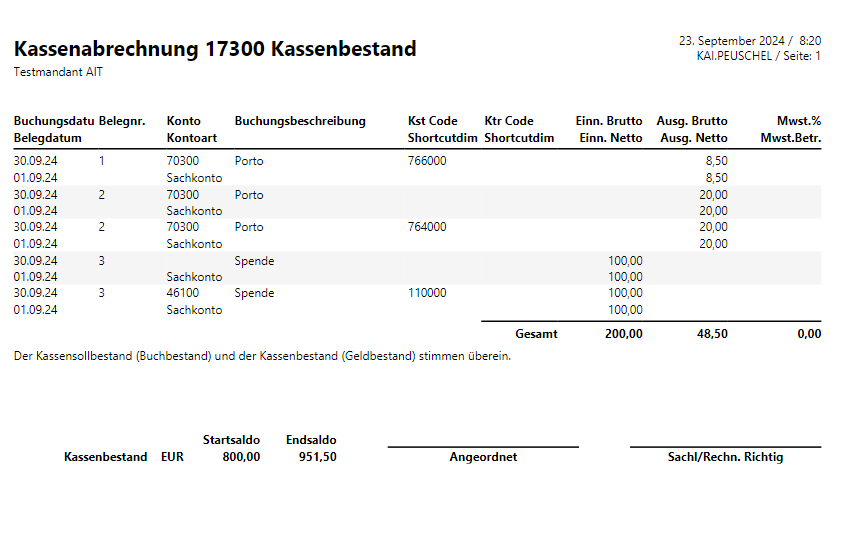 Kassenabrechnung 17300 Kassenbestand
23. September 2024 / 8:20
Testmandant AIT
KAI.PEUSCHEL / Seite: 1
Buchungsdatu Belegnr. Konto Buchungsbeschreibung Kst Code Ktr Code Einn. Brutto Ausg. Brutto Mwst.%
Belegdatum Kontoart Shortcutdim Shortcutdim Einn. Netto Ausg. Netto Mwst.Betr.
30.09.24 1 70300 Porto 766000 8,50
01.09.24 Sachkonto 8,50
30.09.24 2 70300 Porto 20,00
01.09.24 Sachkonto 20,00
30.09.24 2 70300 Porto 764000 20,00
01.09.24 Sachkonto 20,00
30.09.24 3 Spende 100,00
01.09.24 Sachkonto 100,00
30.09.24 3 46100 Spende 110000 100,00
01.09.24 Sachkonto 100,00
Gesamt 200,00 48,50 0,00
Der Kassensollbestand (Buchbestand) und der Kassenbestand (Geldbestand) stimmen überein.
Startsaldo Endsaldo
Kassenbestand EUR 800,00 951,50 Angeordnet Sachl/Rechn. Richtig